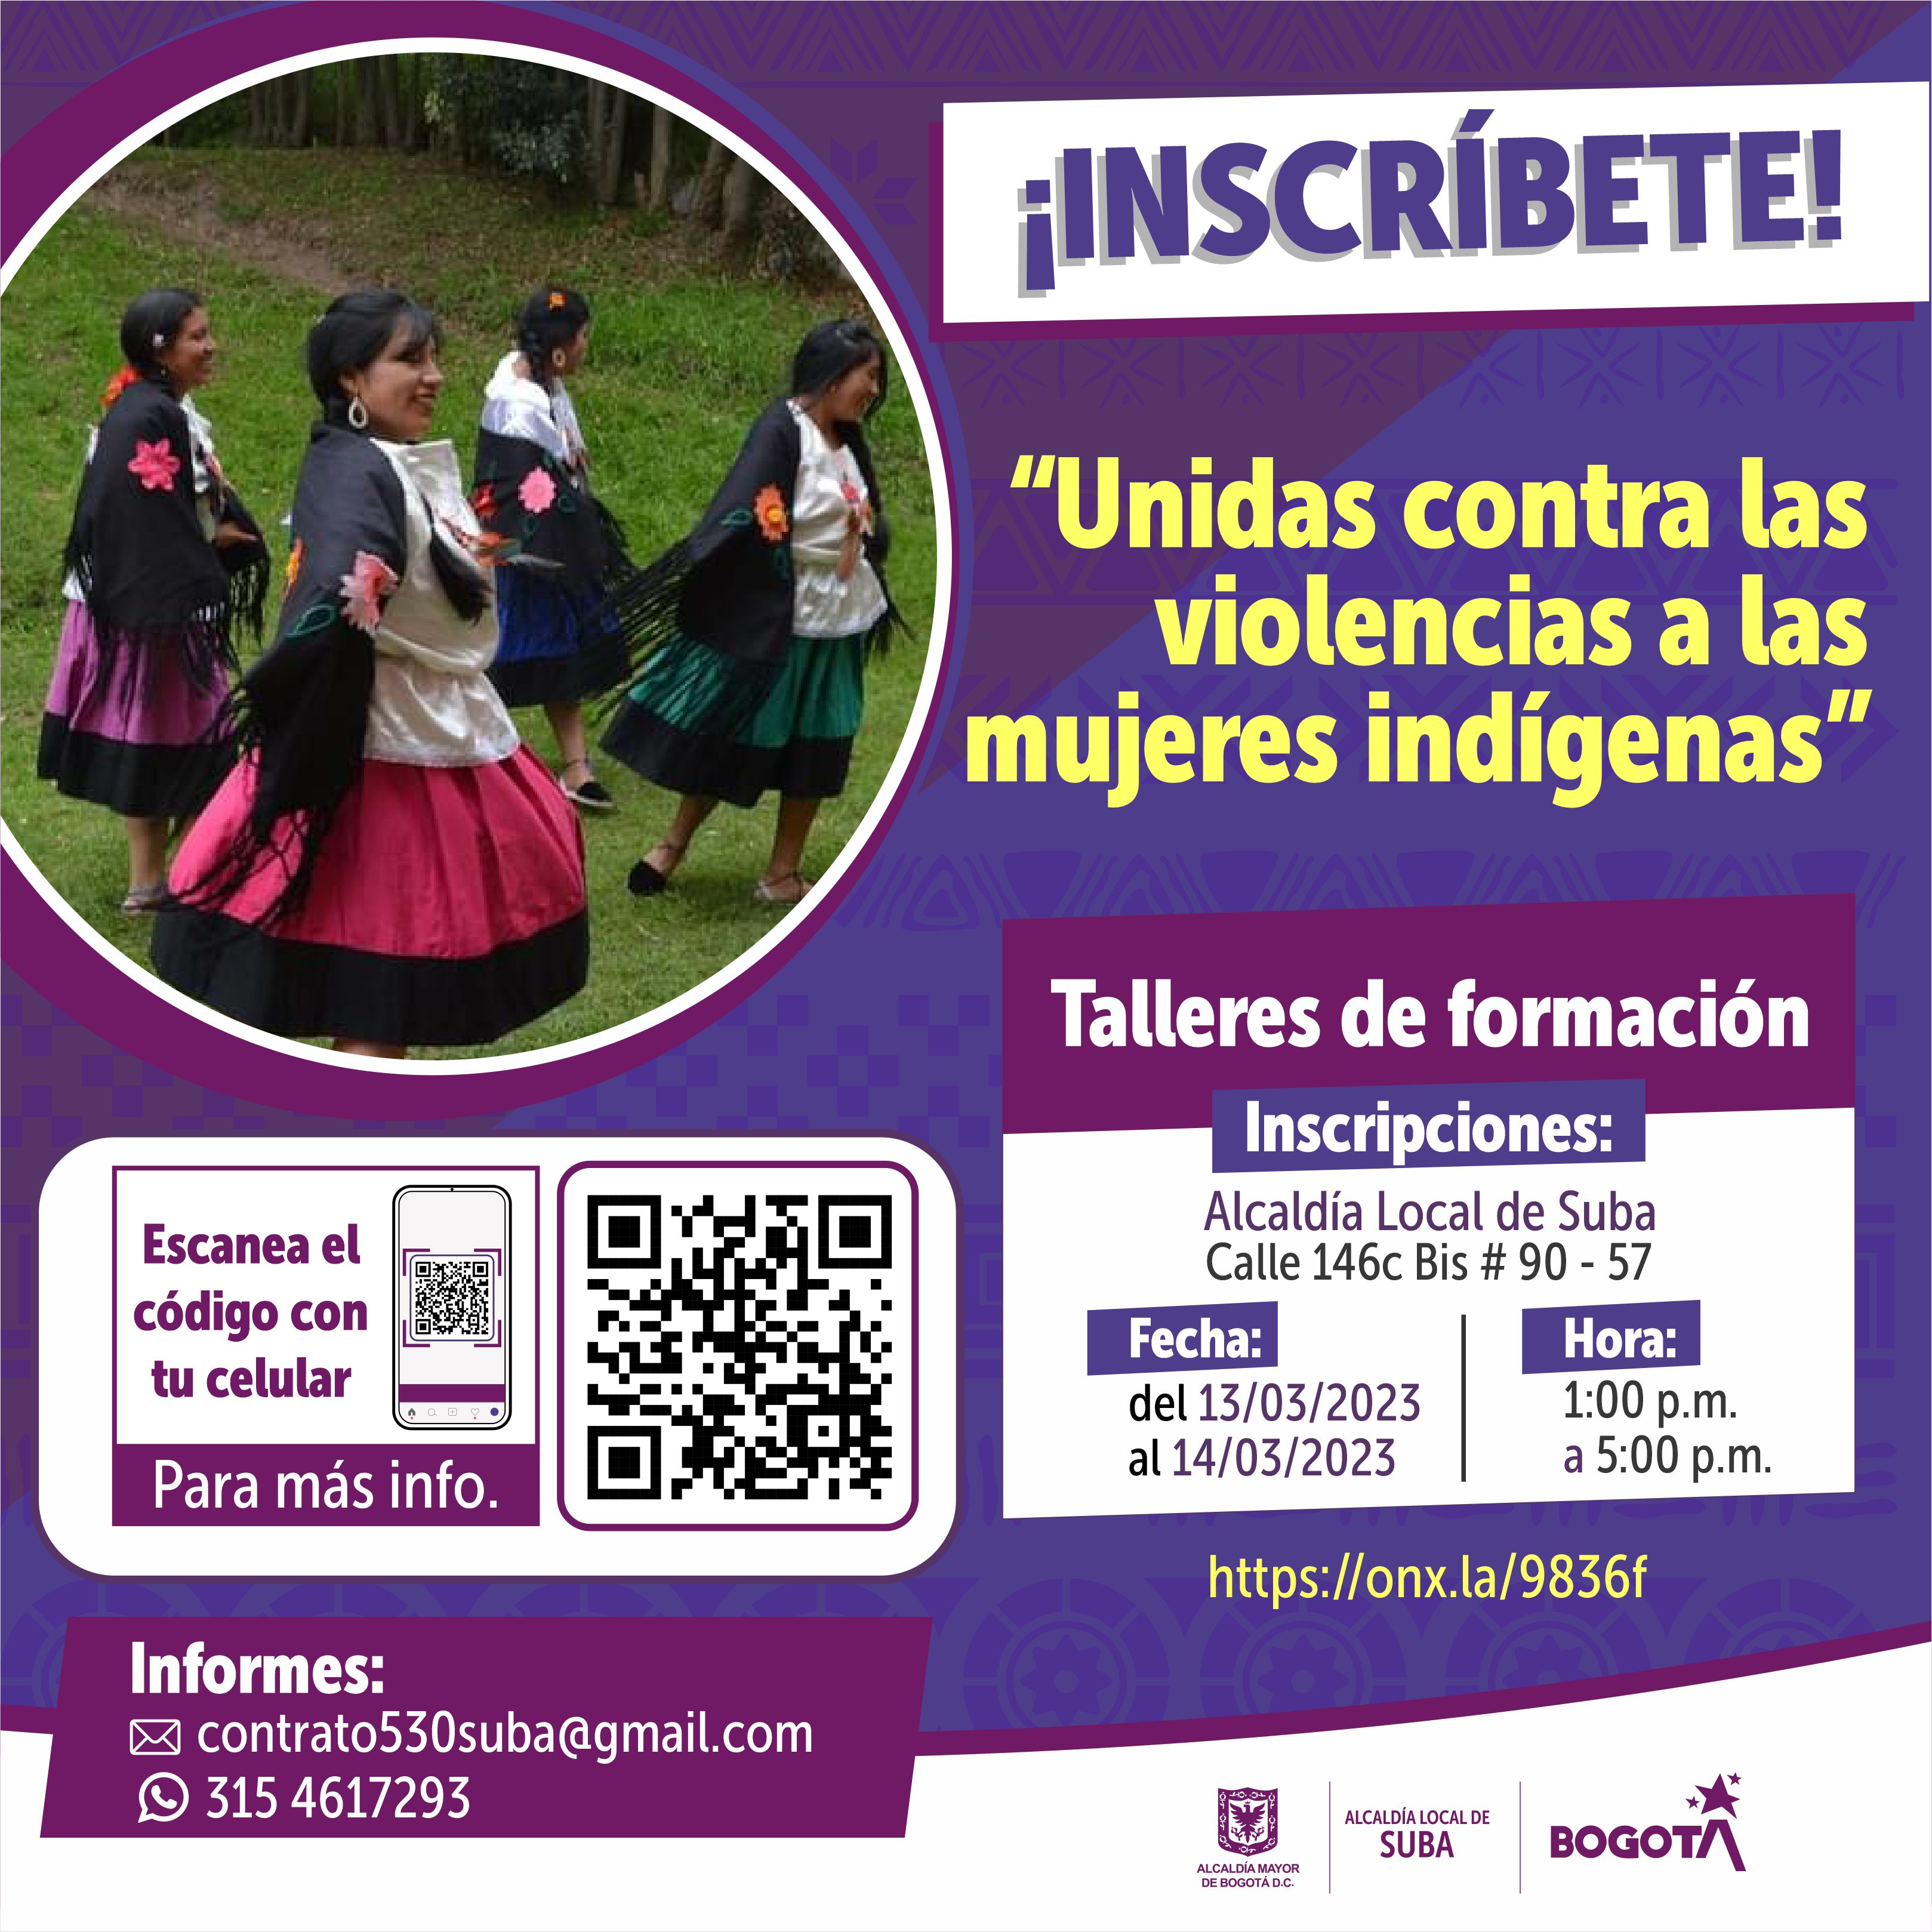 ¡INSCRÍBETE!
“Unidas contra las
violencias a las
mujeres indígenas”
Talleres de formación
Inscripciones:
Alcaldía Local de Suba
Calle 146c Bis # 90 - 57
Fecha:
del 13/03/2023
al 14/03/2023
Hora:
1:00 p.m.
a 5:00 p.m.
https://onx.la/9836f
Escanea el
código con
tu celular
Para más info.
Informes:
contrato530suba@gmail.com
315 4617293
ALCALDÍA MAYOR
DE BOGOTÁ D.C.
ALCALDÍA LOCAL DE
SUBA
BOGOTÁ